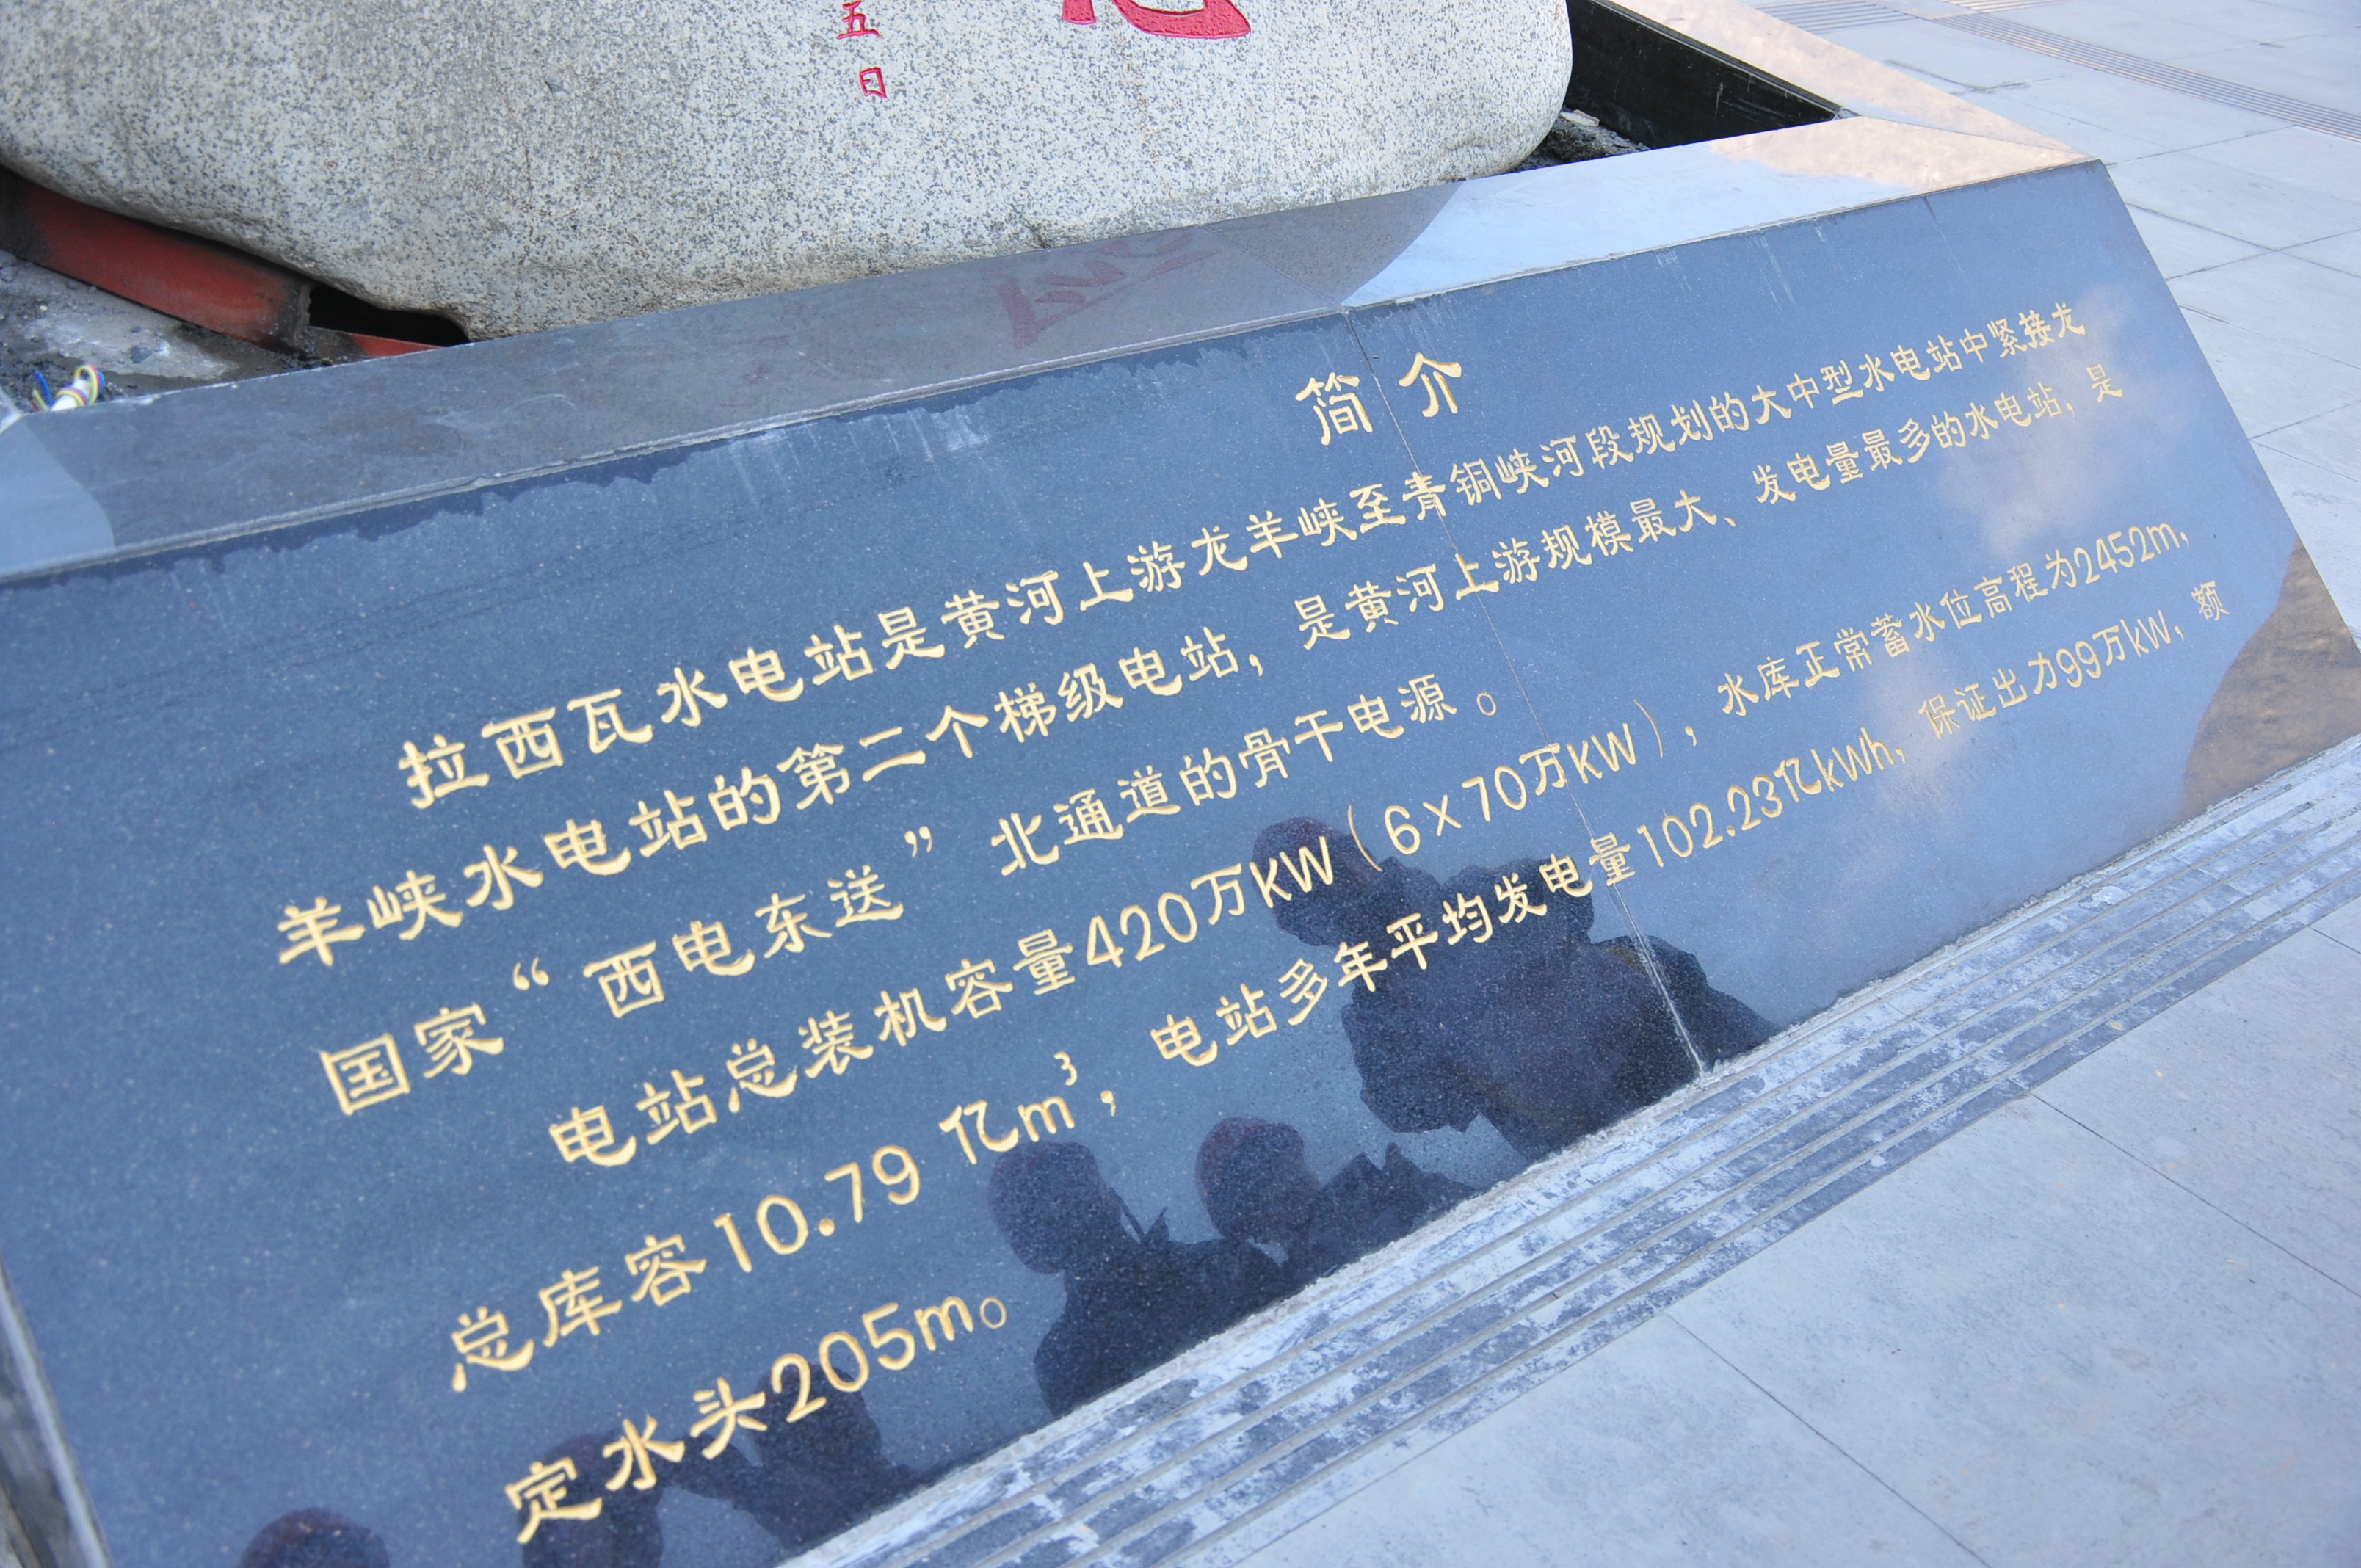 五
日
简介
拉西瓦水电站是黄河上游龙羊峡至青铜峡河段规划的大中型水电站中紧接龙
羊峡水电站的第二个梯级电站，是黄河上游规模最大、发电量最多的水电站，是
国家“西电东送”北通道的骨干电源。
电站总装机容量420万KW（6×70万KW），水库正常蓄水位高程为2452m，
总库容10.79亿m³，电站多年平均发电量102.23亿kWh，保证出力99万kW，额
定水头205m。